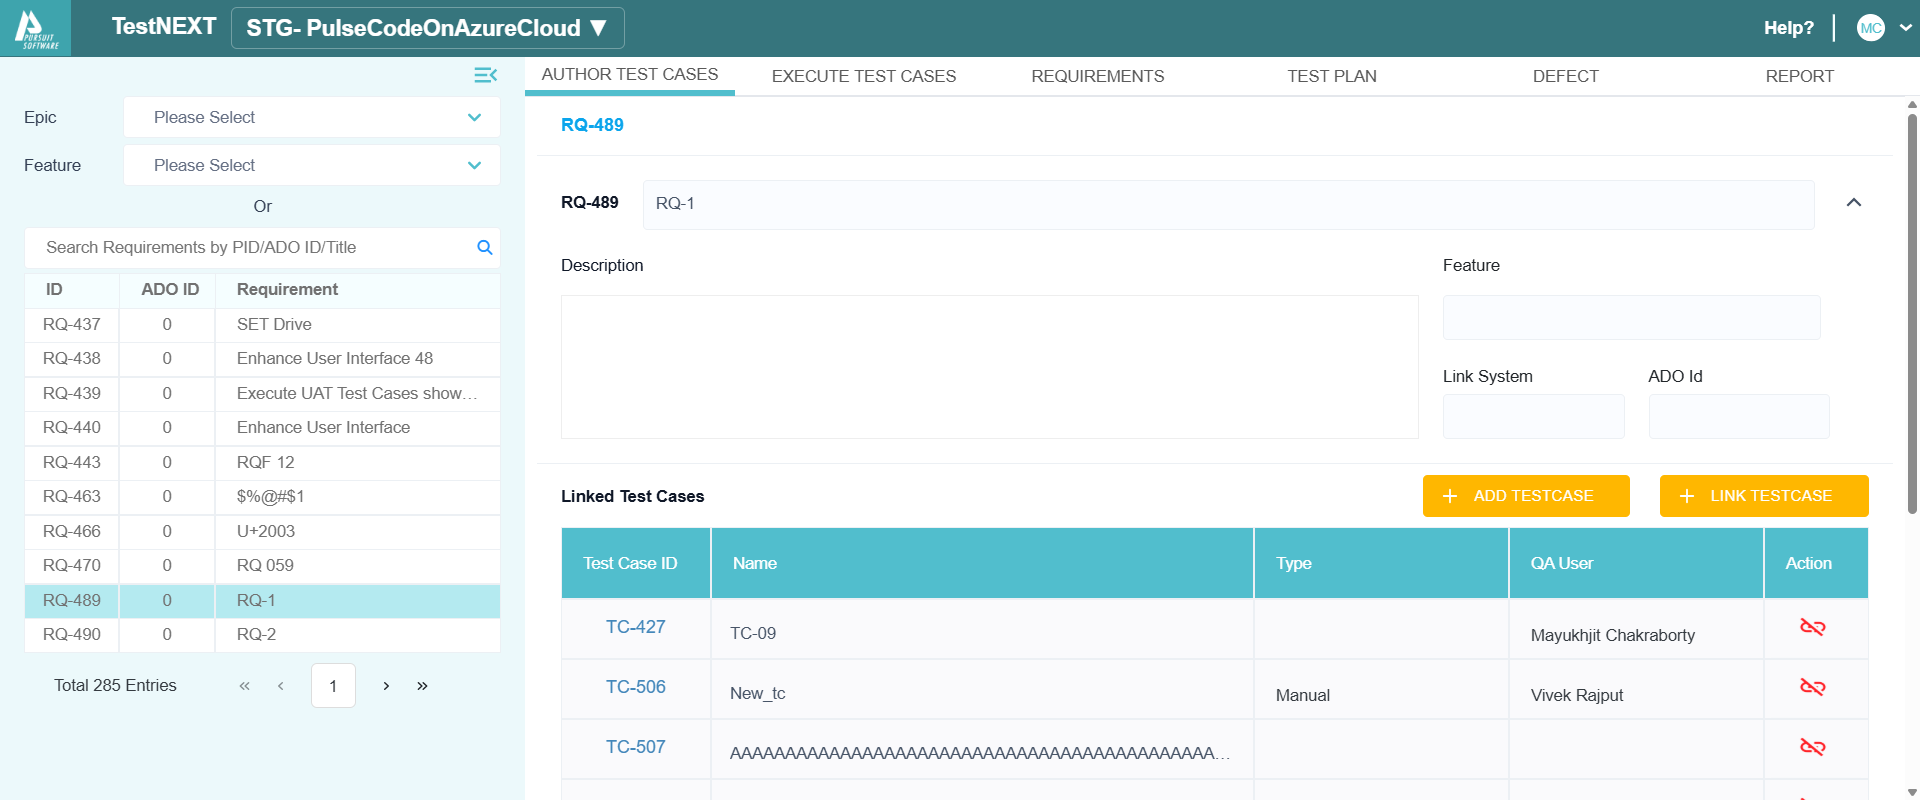 PURSUIT
SOFTWARE
TestNEXT
STG- PulseCodeOnAzureCloud ▼
Help?
MC
AUTHOR TEST CASES
EXECUTE TEST CASES
REQUIREMENTS
TEST PLAN
DEFECT
REPORT
Epic
Please Select
Feature
Please Select
Or
Search Requirements by PID/ADO ID/Title
ID ADO ID Requirement
RQ-437 0 SET Drive
RQ-438 0 Enhance User Interface 48
RQ-439 0 Execute UAT Test Cases show...
RQ-440 0 Enhance User Interface
RQ-443 0 RQF 12
RQ-463 0 $%@#$1
RQ-466 0 U+2003
RQ-470 0 RQ 059
RQ-489 0 RQ-1
RQ-490 0 RQ-2
Total 285 Entries
« ‹ 1 › »
RQ-489
RQ-489 RQ-1
Description
Feature
Link System
ADO Id
Linked Test Cases
+ ADD TESTCASE
+ LINK TESTCASE
Test Case ID Name Type QA User Action
TC-427 TC-09 Mayukhjit Chakraborty
TC-506 New_tc Manual Vivek Rajput
TC-507 AAAAAAAAAAAAAAAAAAAAAAAAAAAAAAAAAAAAAAAAAAAA...